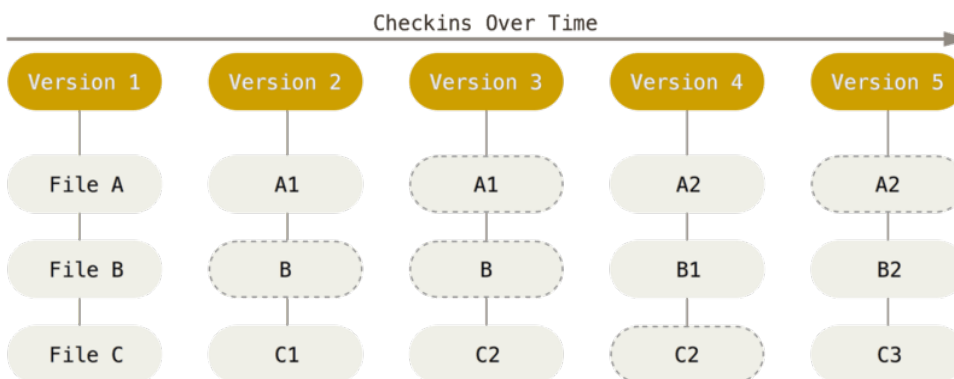 Checkins Over Time
Version 1 Version 2 Version 3 Version 4 Version 5
File A A1 A1 A2 A2
File B B B B1 B2
File C C1 C2 C2 C3